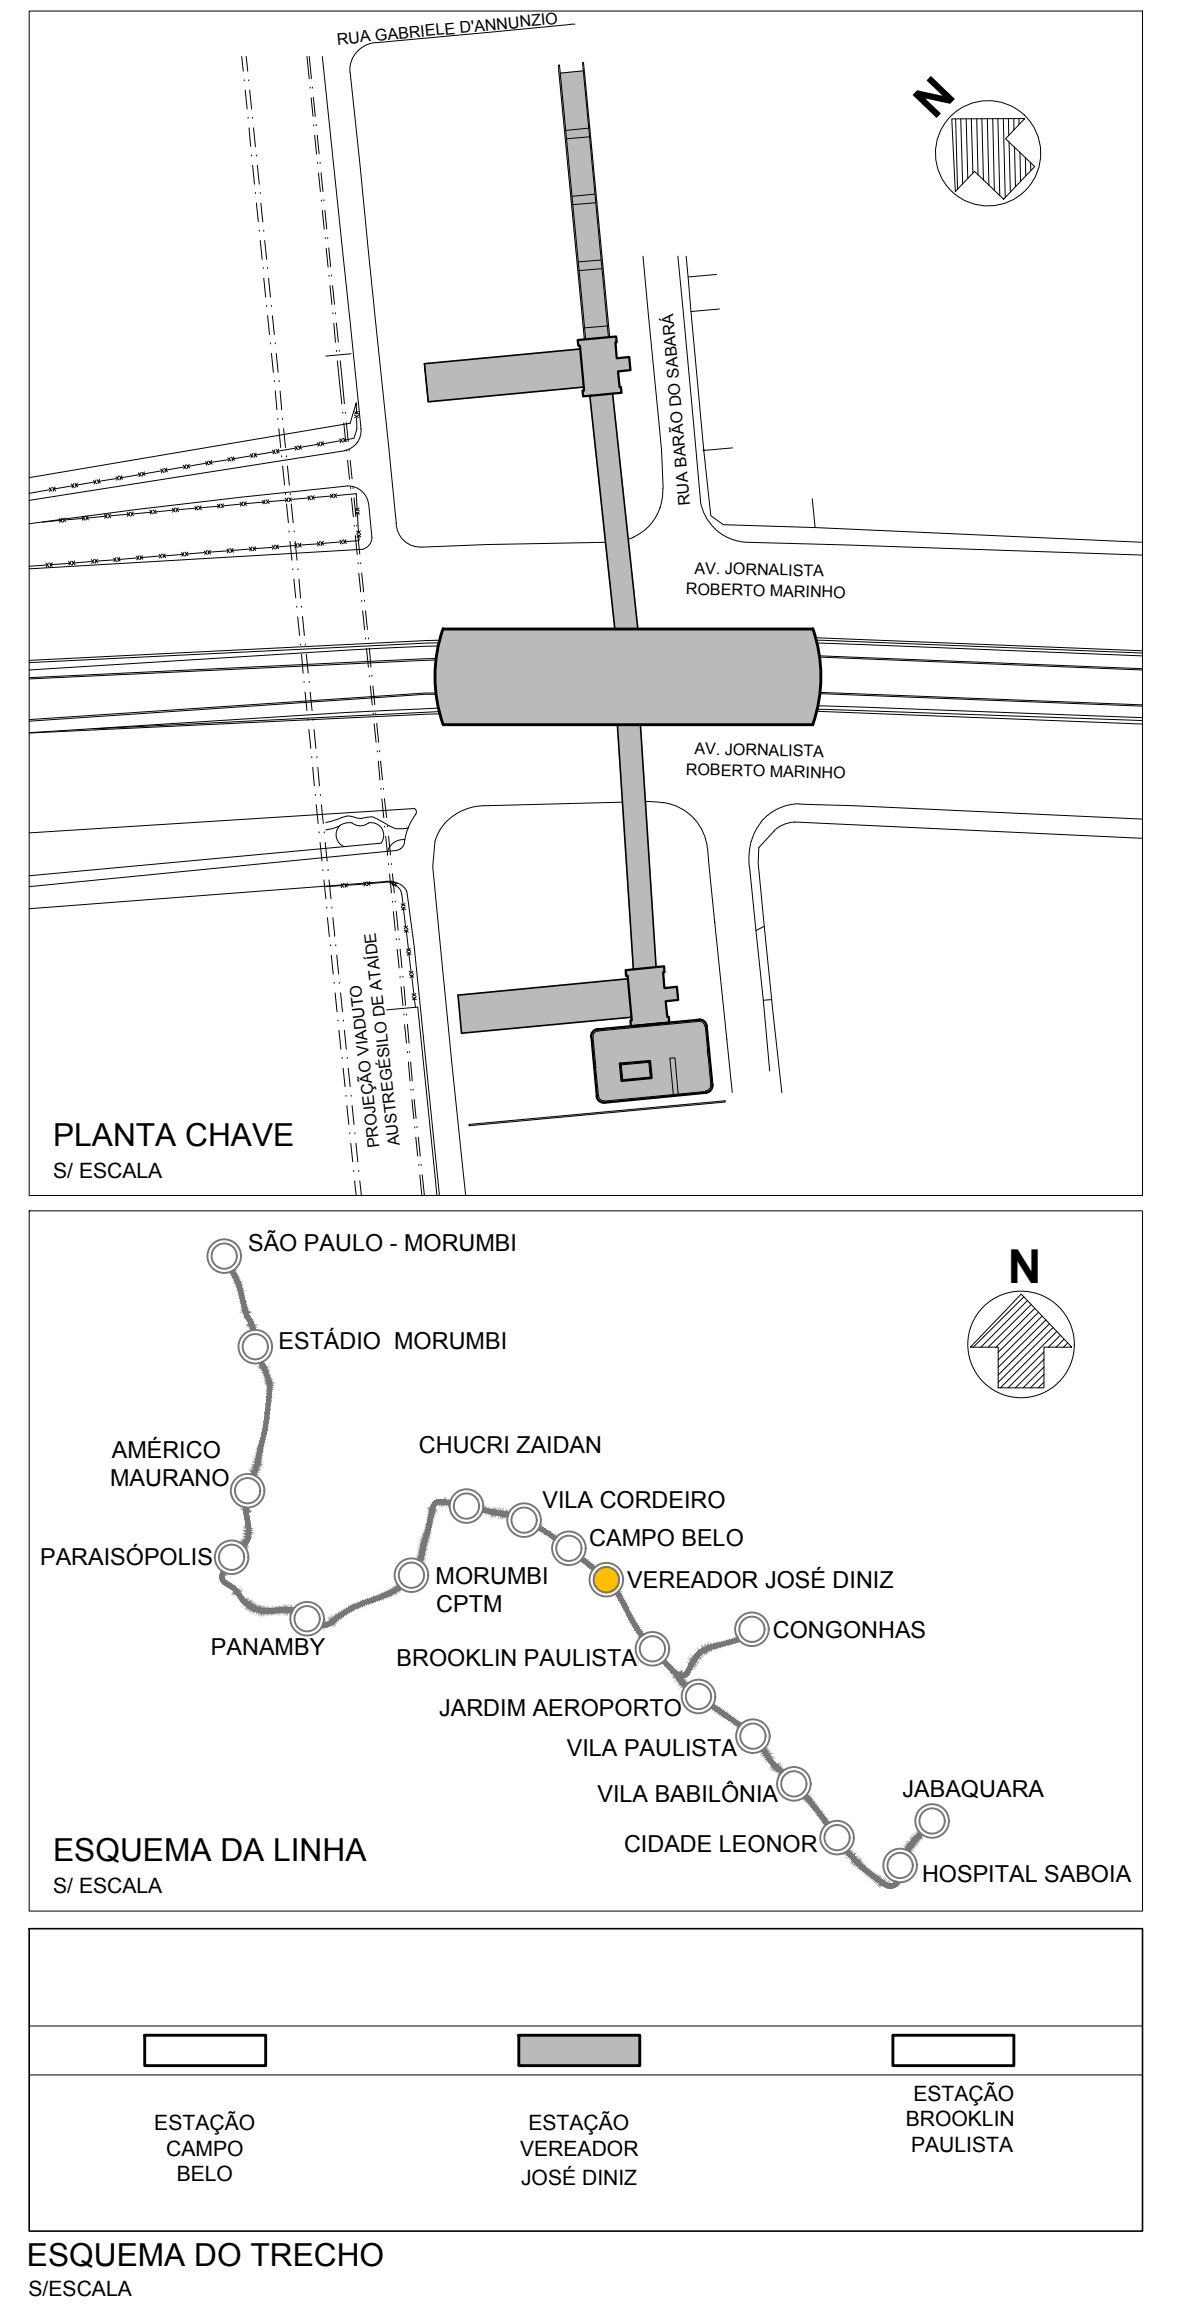 RUA GABRIELE D'ANNUNZIO
N
RUA BARÃO DO SABARÁ
AV. JORNALISTA
ROBERTO MARINHO
AV. JORNALISTA
ROBERTO MARINHO
PROJEÇÃO VIADUTO
AUSTREGÉSILO DE ATAÍDE
PLANTA CHAVE
S/ ESCALA
SÃO PAULO - MORUMBI
N
ESTÁDIO MORUMBI
CHUCRI ZAIDAN
AMÉRICO
MAURANO
VILA CORDEIRO
CAMPO BELO
PARAISÓPOLIS
MORUMBI
CPTM
VEREADOR JOSÉ DINIZ
PANAMBY
CONGONHAS
BROOKLIN PAULISTA
JARDIM AEROPORTO
VILA PAULISTA
VILA BABILÔNIA
JABAQUARA
CIDADE LEONOR
HOSPITAL SABOIA
ESQUEMA DA LINHA
S/ ESCALA
ESTAÇÃO
CAMPO
BELO
ESTAÇÃO
VEREADOR
JOSÉ DINIZ
ESTAÇÃO
BROOKLIN
PAULISTA
ESQUEMA DO TRECHO
S/ESCALA